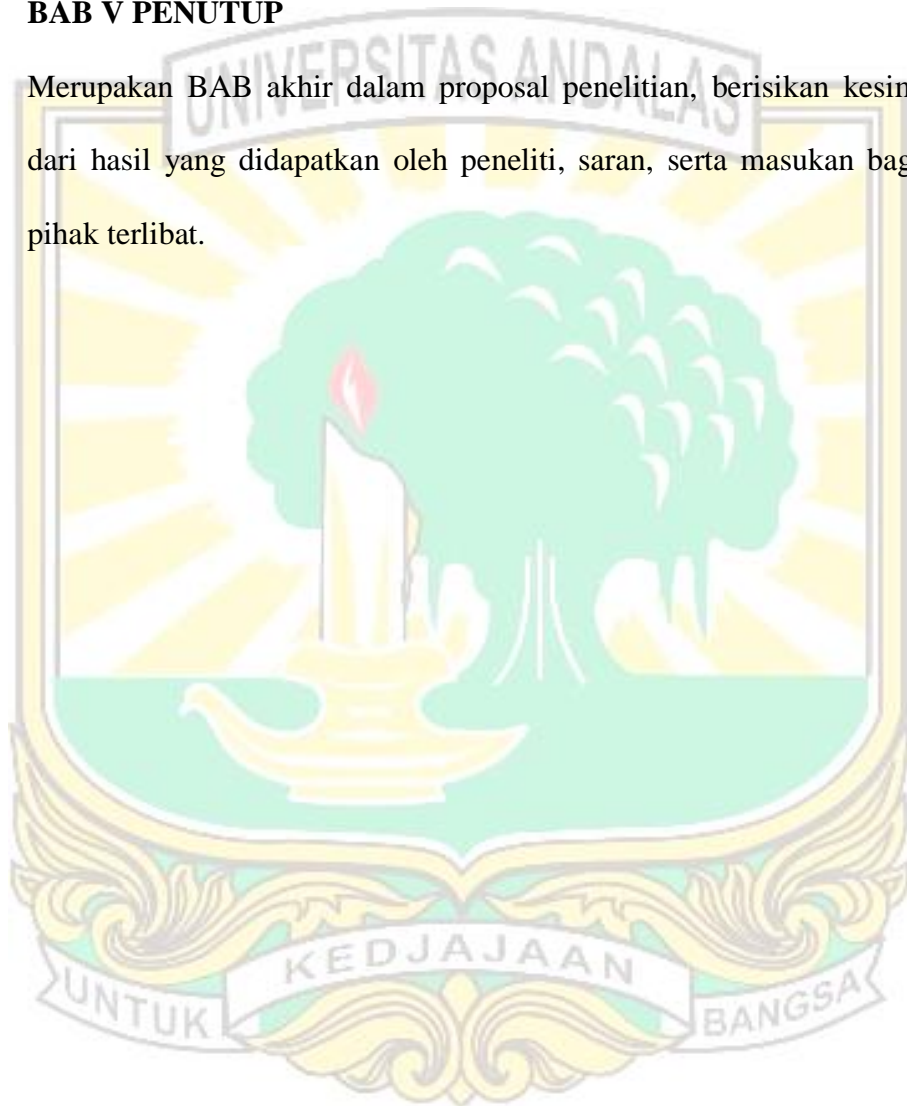 BAB V PENUTUP
UNIVERSITAS ANDALAS
Merupakan BAB akhir dalam proposal penelitian, berisikan
dari hasil yang didapatkan oleh peneliti, saran, serta masukan
pihak terlibat.
UNTUK KEDJAJAAN BANGSA